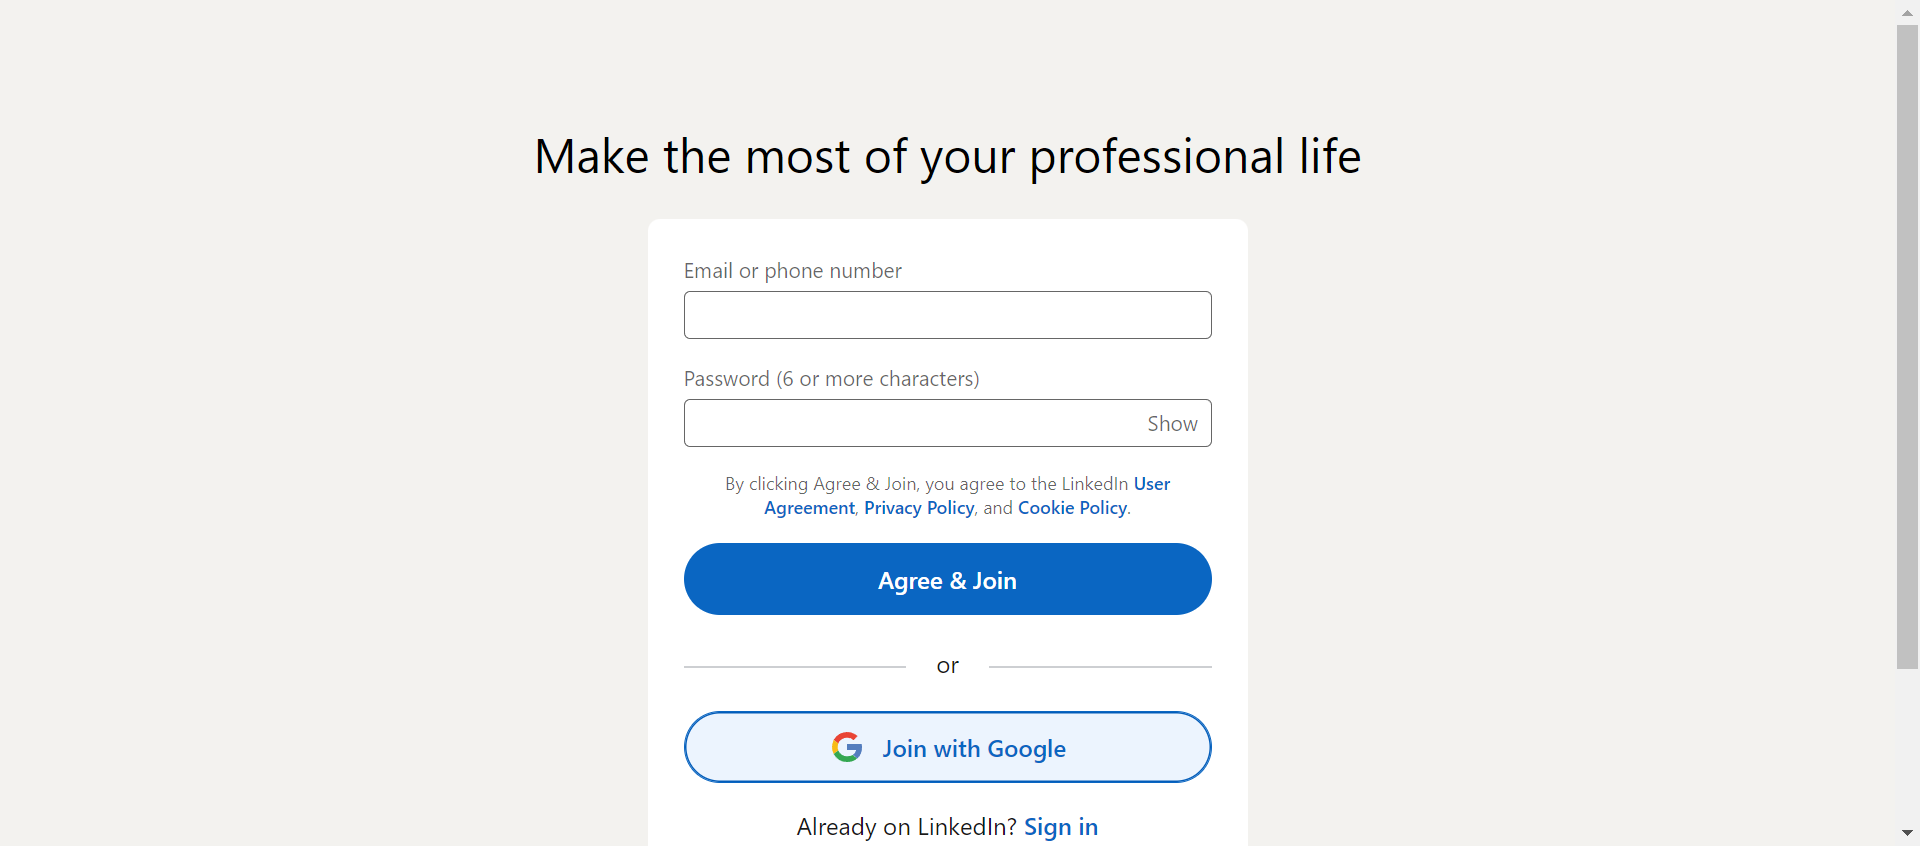 Make the most of your professional life
Email or phone number
Password (6 or more characters)
Show
By clicking Agree & Join, you agree to the LinkedIn User
Agreement, Privacy Policy, and Cookie Policy.
Agree & Join
or
Join with Google
Already on LinkedIn? Sign in